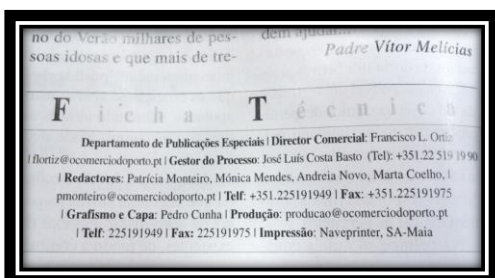 no do Verão milhares de pes-
soas idosas e que mais de tre-
dem ajudar...
Padre Vítor Melícias
Ficha Técnica
Departamento de Publicações Especiais | Director Comercial: Francisco L. Ortiz
| flortiz@ocomerciodoporto.pt | Gestor do Processo: José Luís Costa Basto (Tel): +351.22 519 19 90
| Redactores: Patrícia Monteiro, Mónica Mendes, Andreia Novo, Marta Coelho, |
pmonteiro@ocomerciodoporto.pt | Telf: +351.225191949 | Fax: +351.225191975
| Grafismo e Capa: Pedro Cunha | Produção: producao@ocomerciodoporto.pt
| Telf: 225191949 | Fax: 225191975 | Impressão: Naveprinter, SA-Maia